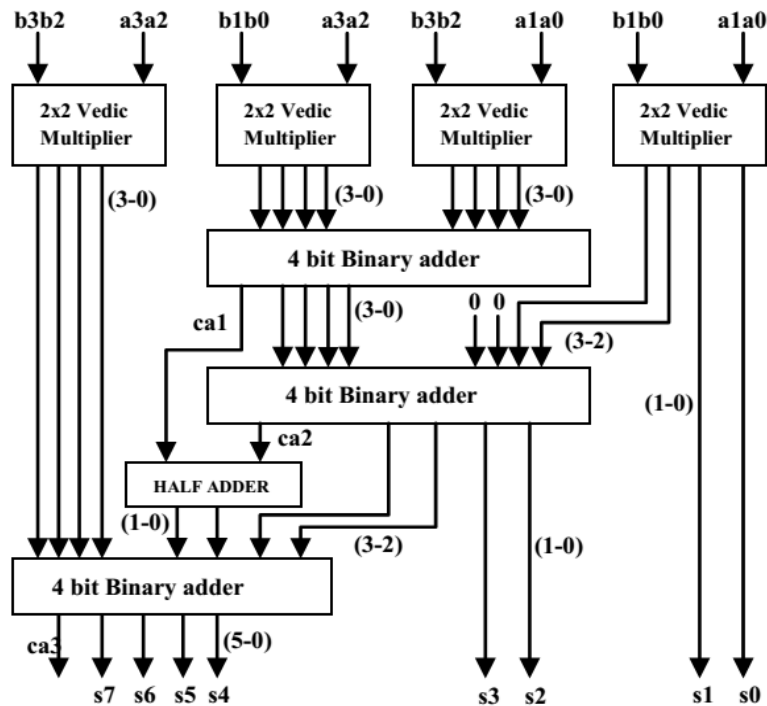 b3b2 a3a2 b1b0 a3a2 b3b2 a1a0 b1b0 a1a0
2x2 Vedic Multiplier
2x2 Vedic Multiplier
2x2 Vedic Multiplier
2x2 Vedic Multiplier
(3-0) (3-0) (3-0)
4 bit Binary adder
ca1 (3-0) 0 0 (3-2)
4 bit Binary adder
(1-0)
ca2
HALF ADDER
(1-0) (3-2) (1-0)
4 bit Binary adder
ca3 (5-0)
s7 s6 s5 s4 s3 s2 s1 s0